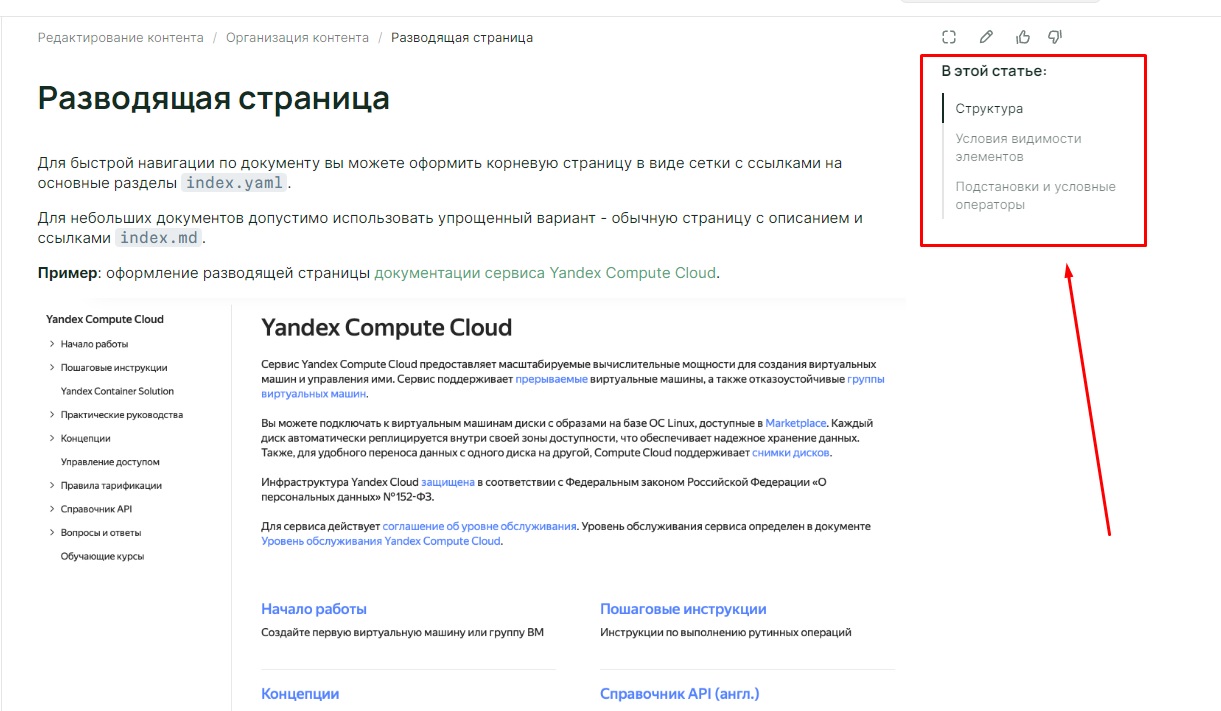 Редактирование контента / Организация контента / Разводящая страница
Разводящая страница
Для быстрой навигации по документу вы можете оформить корневую страницу в виде сетки с ссылками на
основные разделы index.yaml.
Для небольших документов допустимо использовать упрощенный вариант - обычную страницу с описанием и
ссылками index.md.
Пример: оформление разводящей страницы документации сервиса Yandex Compute Cloud.
Yandex Compute Cloud
Начало работы
Пошаговые инструкции
Yandex Container Solution
Практические руководства
Концепции
Управление доступом
Правила тарификации
Справочник API
Вопросы и ответы
Обучающие курсы
Yandex Compute Cloud
Сервис Yandex Compute Cloud предоставляет масштабируемые вычислительные мощности для создания виртуальных
машин и управления ими. Сервис поддерживает прерываемые виртуальные машины, а также отказоустойчивые группы
виртуальных машин.
Вы можете подключать к виртуальным машинам диски с образами на базе ОС Linux, доступные в Marketplace. Каждый
диск автоматически реплицируется внутри своей зоны доступности, что обеспечивает надежное хранение данных.
Также, для удобного переноса данных с одного диска на другой, Compute Cloud поддерживает снимки дисков.
Инфраструктура Yandex Cloud защищена в соответствии с Федеральным законом Российской Федерации «О
персональных данных» №152-ФЗ.
Для сервиса действует соглашение об уровне обслуживания. Уровень обслуживания сервиса определен в документе
Уровень обслуживания Yandex Compute Cloud.
Начало работы
Создайте первую виртуальную машину или группу ВМ
Пошаговые инструкции
Инструкции по выполнению рутинных операций
Концепции
Справочник API (англ.)
В этой статье:
Структура
Условия видимости
элементов
Подстановки и условные
операторы